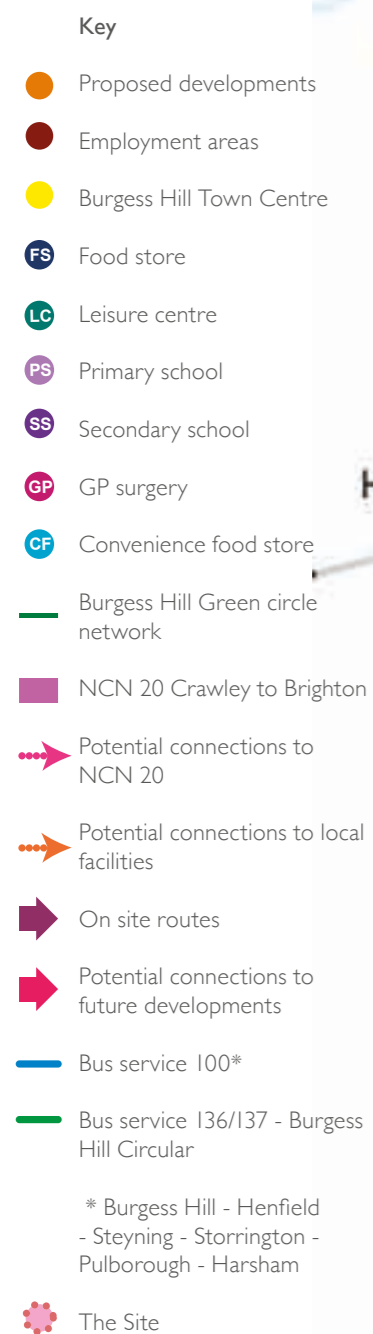 Key
Proposed developments
Employment areas
Burgess Hill Town Centre
FS Food store
LC Leisure centre
PS Primary school
SS Secondary school
GP GP surgery
H
CF Convenience food store
Burgess Hill Green circle
network
NCN 20 Crawley to Brighton
Potential connections to
NCN 20
Potential connections to local
facilities
On site routes
Potential connections to
future developments
Bus service 100*
Bus service 136/137 - Burgess
Hill Circular
* Burgess Hill - Henfield
- Steyning - Storrington -
Pulborough - Harsham
The Site